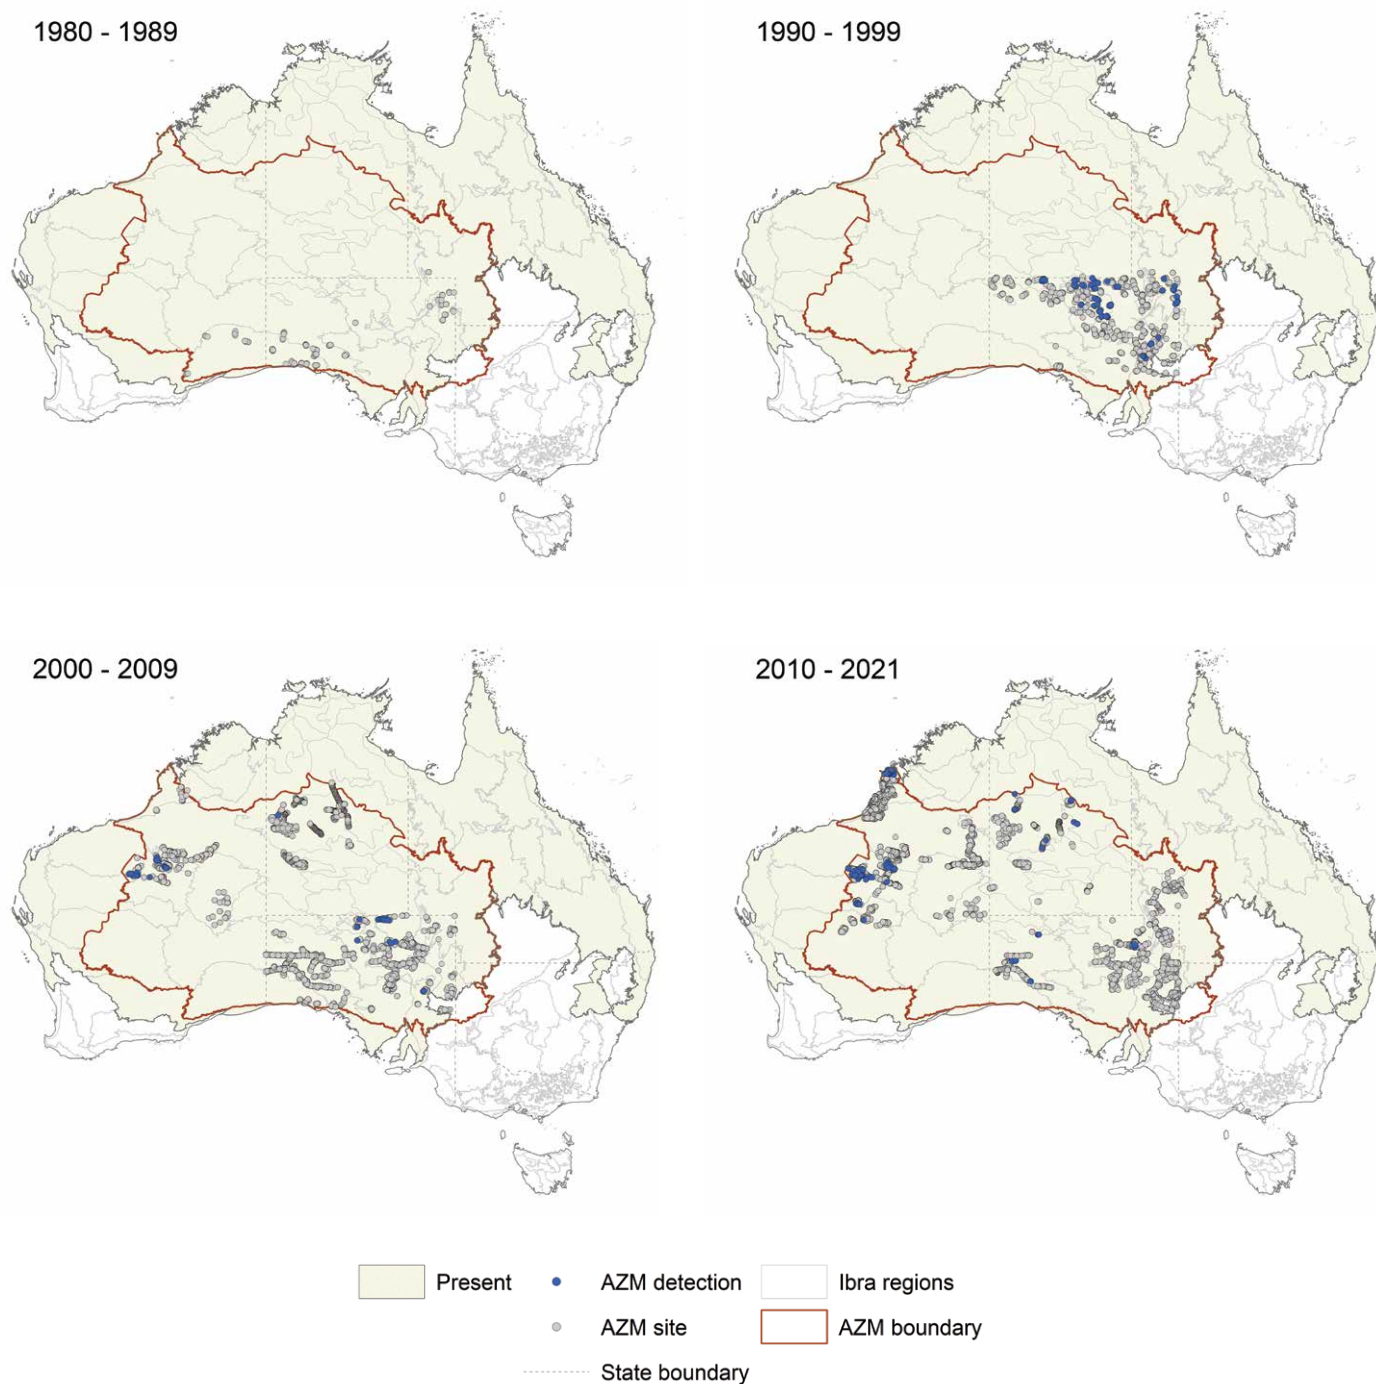 1980 - 1989
1990 - 1999
2000 - 2009
2010 - 2021
Present
AZM detection
Ibra regions
AZM site
AZM boundary
State boundary